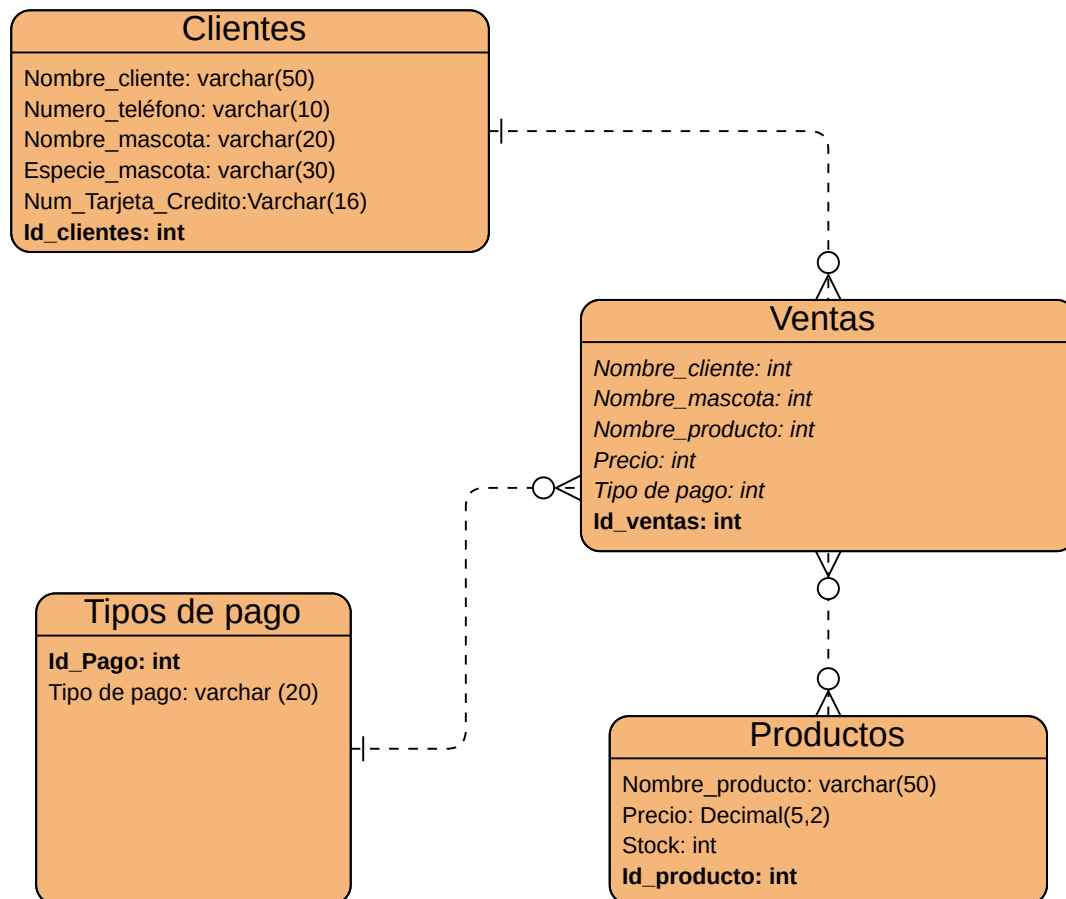 Clientes
Nombre_cliente: varchar(50)
Numero_teléfono: varchar(10)
Nombre_mascota: varchar(20)
Especie_mascota: varchar(30)
Num_Tarjeta_Credito:Varchar(16)
Id_clientes: int
Ventas
Nombre_cliente: int
Nombre_mascota: int
Nombre_producto: int
Precio: int
Tipo de pago: int
Id_ventas: int
Tipos de pago
Id_Pago: int
Tipo de pago: varchar (20)
Productos
Nombre_producto: varchar(50)
Precio: Decimal(5,2)
Stock: int
Id_producto: int